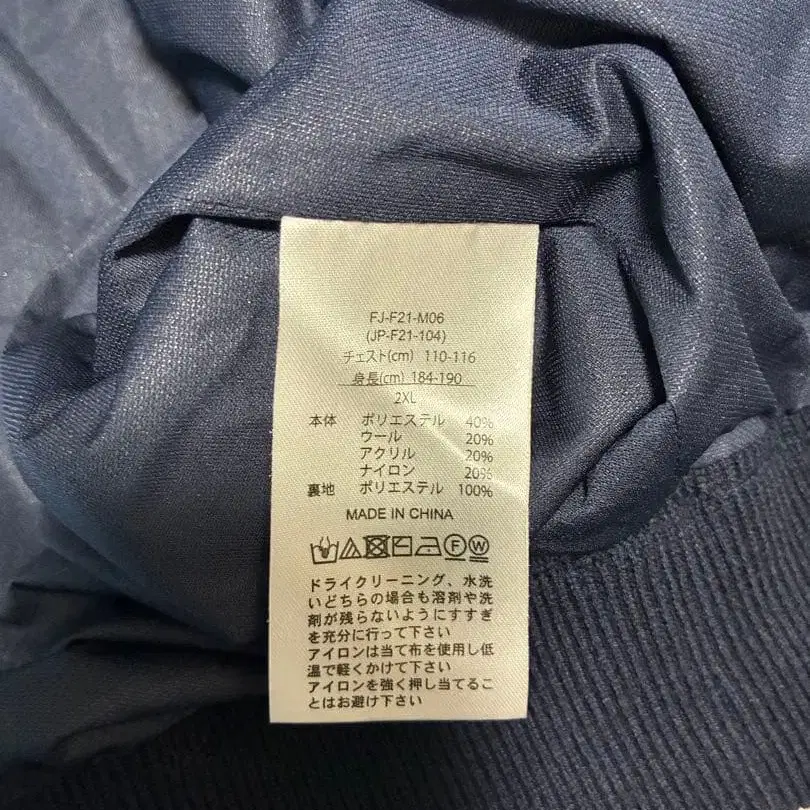 FJ-F21-M06
(JP-F21-104)
チェスト(cm) 110-116
身長(cm) 184-190
2XL
本体 ポリエステル 40%
ウール 20%
アクリル 20%
ナイロン 20%
裏地 ポリエステル 100%
MADE IN CHINA
F W
ドライクリーニング、水洗
いどちらの場合も溶剤や洗
剤が残らないようにすすぎ
を充分に行って下さい
アイロンは当て布を使用し低
温で軽くかけて下さい
アイロンを強く押し当てるこ
とはお避け下さい